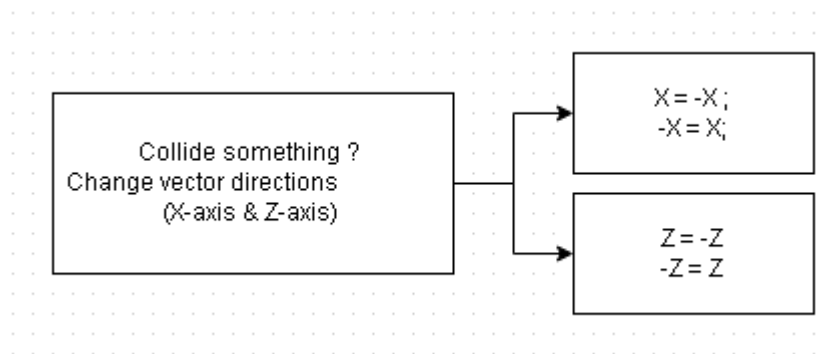 Collide something ?
Change vector directions
(X-axis & Z-axis)
X = -X ;
-X = X;
Z = -Z
-Z = Z